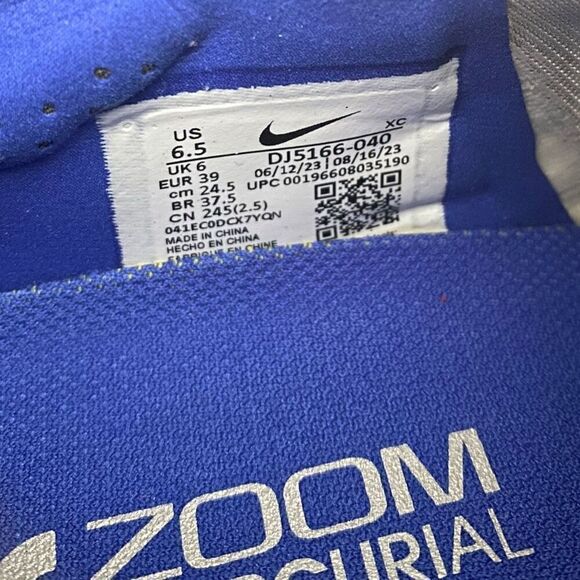 US
6.5
UK 6
EUR 39
cm 24.5
BR 37.5
CN 245(2.5)
041EC0DCX7YQN
MADE IN CHINA
HECHO EN CHINA
XC
DJ5166-040
06/12/23 | 08/16/23
UPC 00196608035190
ZOOM